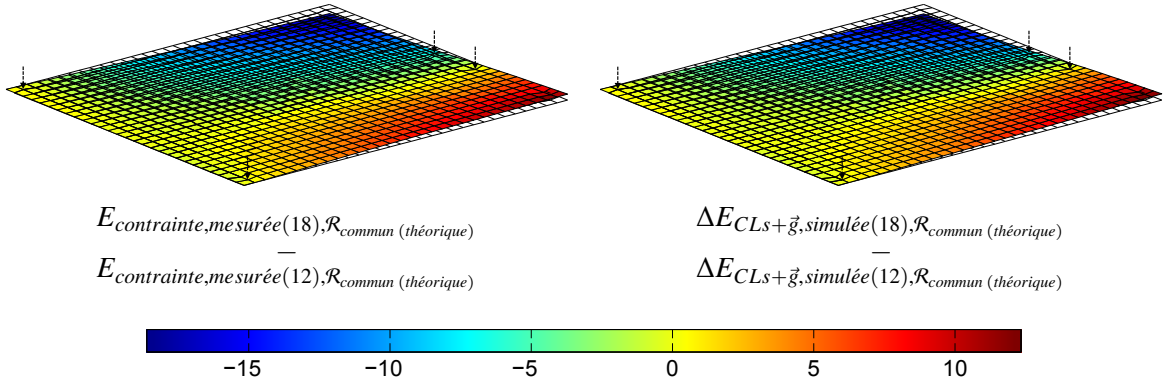 E_{contrainte,mesurée(18),ℛ_{commun (théorique)}}
−
E_{contrainte,mesurée(12),ℛ_{commun (théorique)}}
ΔE_{CLs+g⃗,simulée(18),ℛ_{commun (théorique)}}
−
ΔE_{CLs+g⃗,simulée(12),ℛ_{commun (théorique)}}
−15 −10 −5 0 5 10